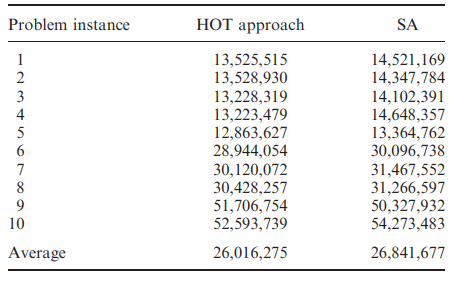 Problem instance HOT approach SA
1 13,525,515 14,521,169
2 13,528,930 14,347,784
3 13,228,319 14,102,391
4 13,223,479 14,648,357
5 12,863,627 13,364,762
6 28,944,054 30,096,738
7 30,120,072 31,467,552
8 30,428,257 31,266,597
9 51,706,754 50,327,932
10 52,593,739 54,273,483
Average 26,016,275 26,841,677